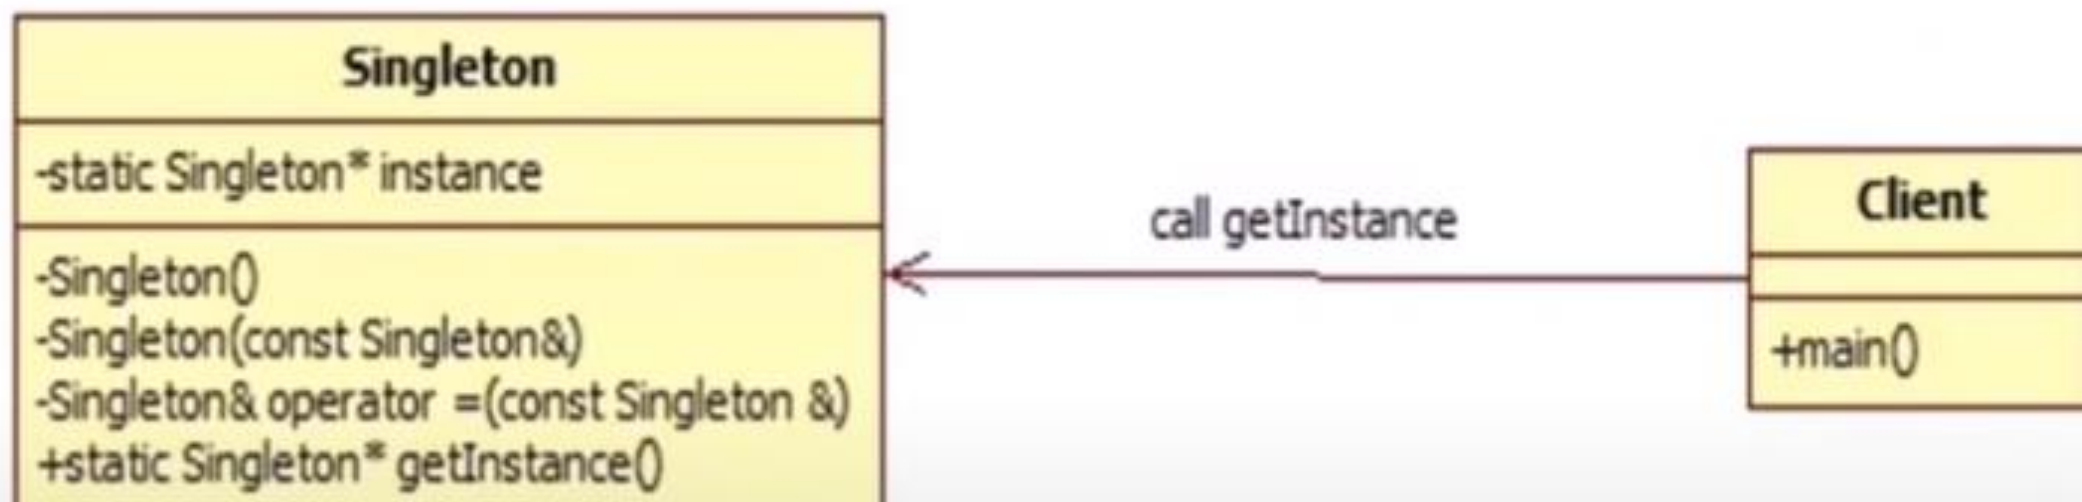 Singleton
-static Singleton* instance
-Singleton()
-Singleton(const Singleton&)
-Singleton& operator =(const Singleton &)
+static Singleton* getInstance()
call getInstance
Client
+main()